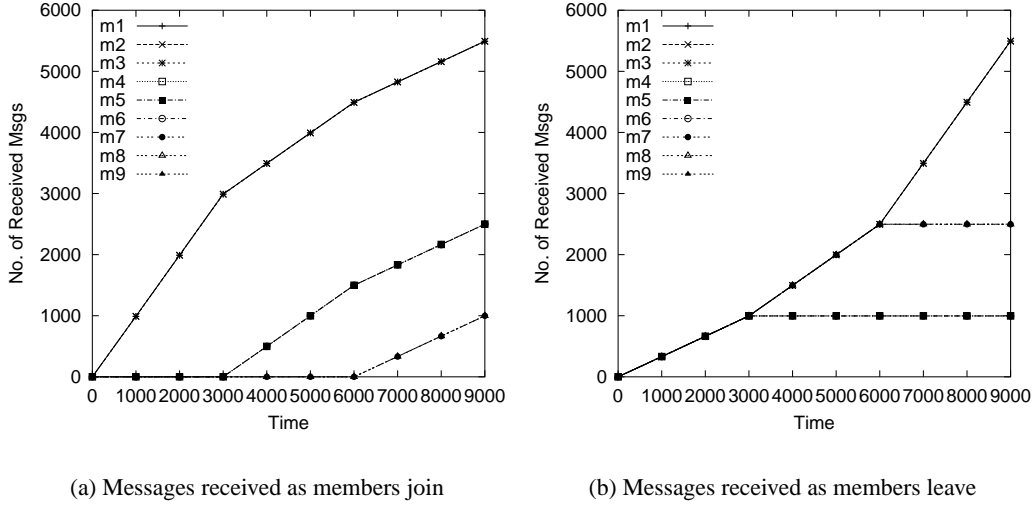 6000
5000
4000
3000
2000
1000
0
No. of Received Msgs
m1
m2
m3
m4
m5
m6
m7
m8
m9
0 1000 2000 3000 4000 5000 6000 7000 8000 9000
Time
(a) Messages received as members join
6000
5000
4000
3000
2000
1000
0
No. of Received Msgs
m1
m2
m3
m4
m5
m6
m7
m8
m9
0 1000 2000 3000 4000 5000 6000 7000 8000 9000
Time
(b) Messages received as members leave